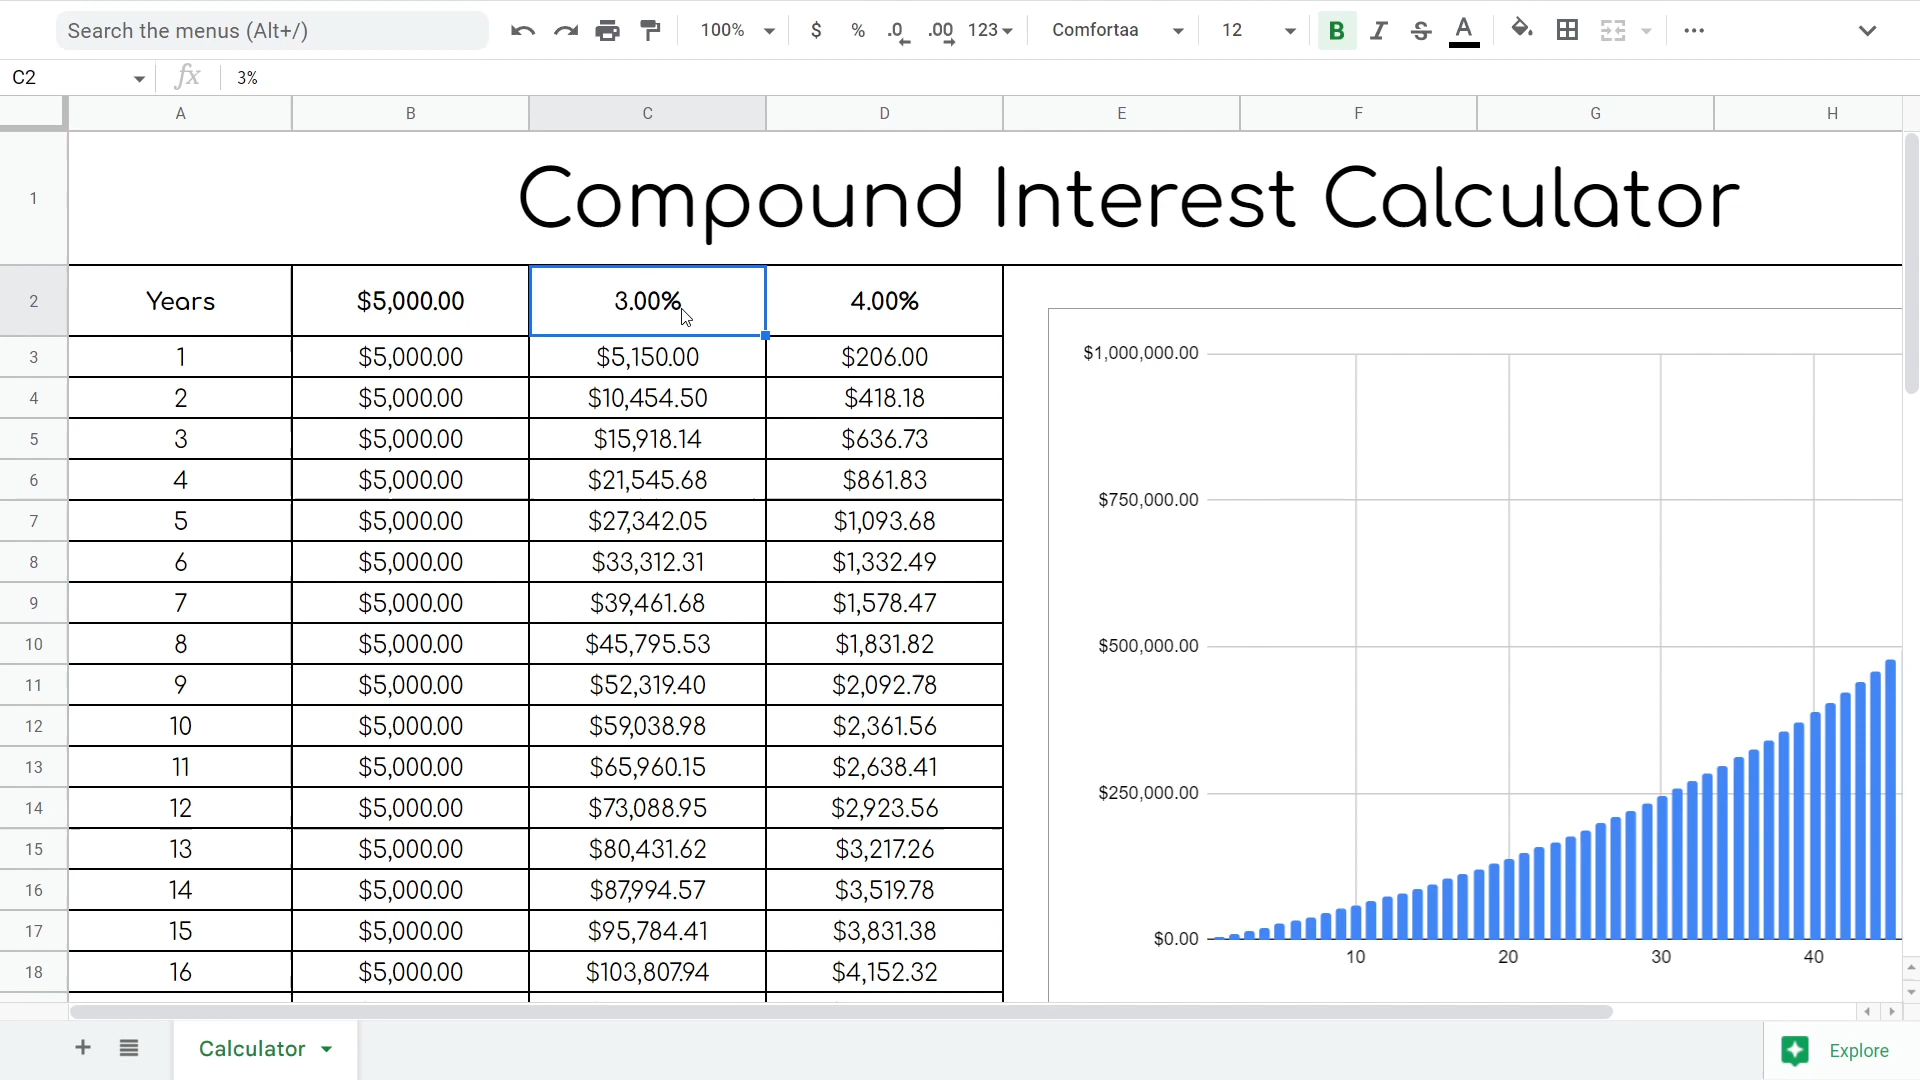 Search the menus (Alt+/) 100% $ % .0 .00 123 Comfortaa 12 B I S A
C2 fx 3%
A B C D E F G H
1 Compound Interest Calculator
2 Years $5,000.00 3.00% 4.00%
3 1 $5,000.00 $5,150.00 $206.00
4 2 $5,000.00 $10,454.50 $418.18
5 3 $5,000.00 $15,918.14 $636.73
6 4 $5,000.00 $21,545.68 $861.83
7 5 $5,000.00 $27,342.05 $1,093.68
8 6 $5,000.00 $33,312.31 $1,332.49
9 7 $5,000.00 $39,461.68 $1,578.47
10 8 $5,000.00 $45,795.53 $1,831.82
11 9 $5,000.00 $52,319.40 $2,092.78
12 10 $5,000.00 $59,038.98 $2,361.56
13 11 $5,000.00 $65,960.15 $2,638.41
14 12 $5,000.00 $73,088.95 $2,923.56
15 13 $5,000.00 $80,431.62 $3,217.26
16 14 $5,000.00 $87,994.57 $3,519.78
17 15 $5,000.00 $95,784.41 $3,831.38
18 16 $5,000.00 $103,807.94 $4,152.32
$1,000,000.00
$750,000.00
$500,000.00
$250,000.00
$0.00
10 20 30 40
Calculator Explore